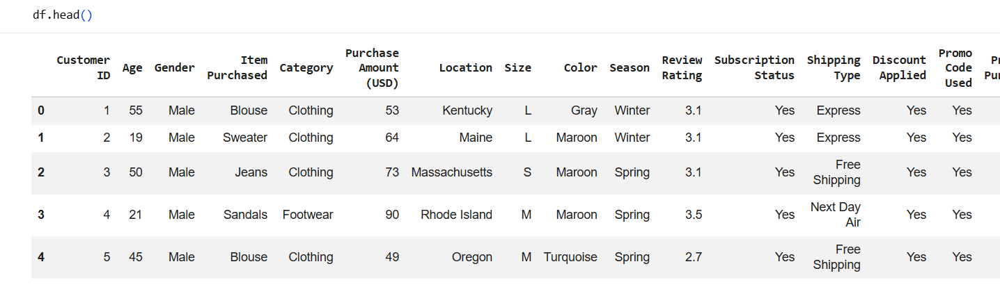 df.head()
Customer ID Age Gender Item Purchased Category Purchase Amount (USD) Location Size Color Season Review Rating Subscription Status Shipping Type Discount Applied Promo Code Used
0 1 55 Male Blouse Clothing 53 Kentucky L Gray Winter 3.1 Yes Express Yes Yes
1 2 19 Male Sweater Clothing 64 Maine L Maroon Winter 3.1 Yes Express Yes Yes
2 3 50 Male Jeans Clothing 73 Massachusetts S Maroon Spring 3.1 Yes Free Shipping Yes Yes
3 4 21 Male Sandals Footwear 90 Rhode Island M Maroon Spring 3.5 Yes Next Day Air Yes Yes
4 5 45 Male Blouse Clothing 49 Oregon M Turquoise Spring 2.7 Yes Free Shipping Yes Yes